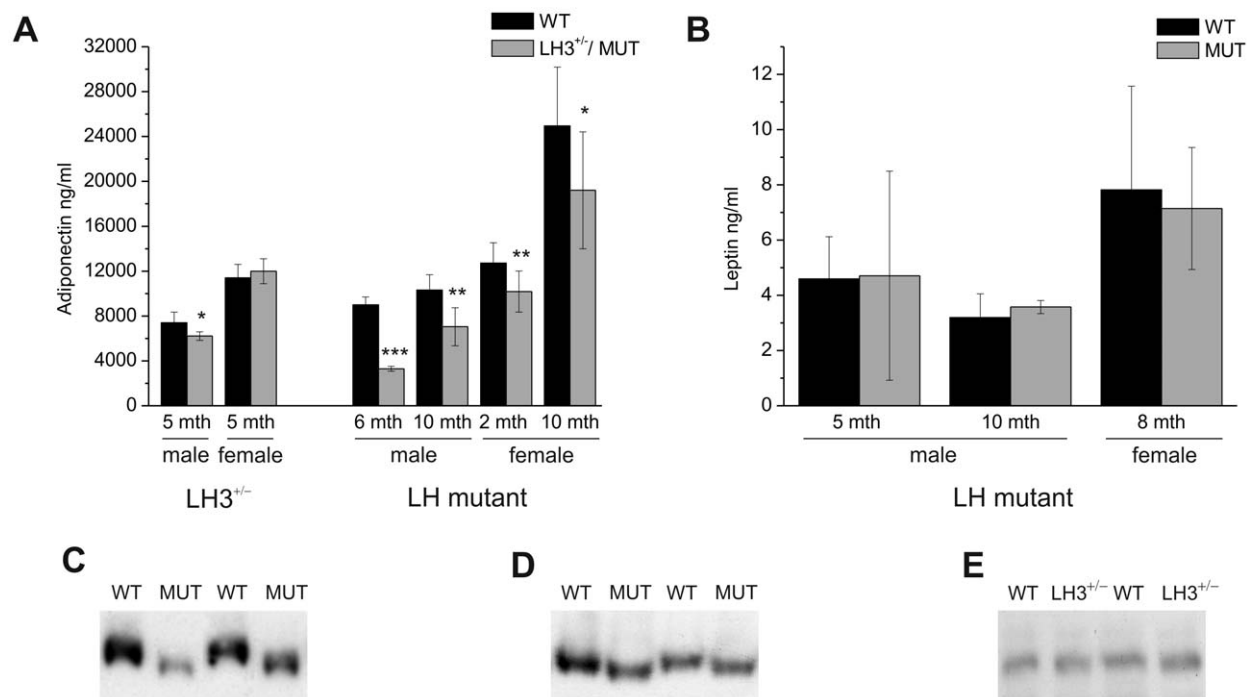 A
WT
LH3+/-/ MUT
32000
28000
24000
20000
16000
12000
8000
4000
0
Adiponectin ng/ml
*
***
**
**
*
5 mth 5 mth 6 mth 10 mth 2 mth 10 mth
male female male female
LH3+/– LH mutant
B
WT
MUT
12
10
8
6
4
2
0
Leptin ng/ml
5 mth 10 mth 8 mth
male female
LH mutant
C
WT MUT WT MUT
D
WT MUT WT MUT
E
WT LH3+/– WT LH3+/–